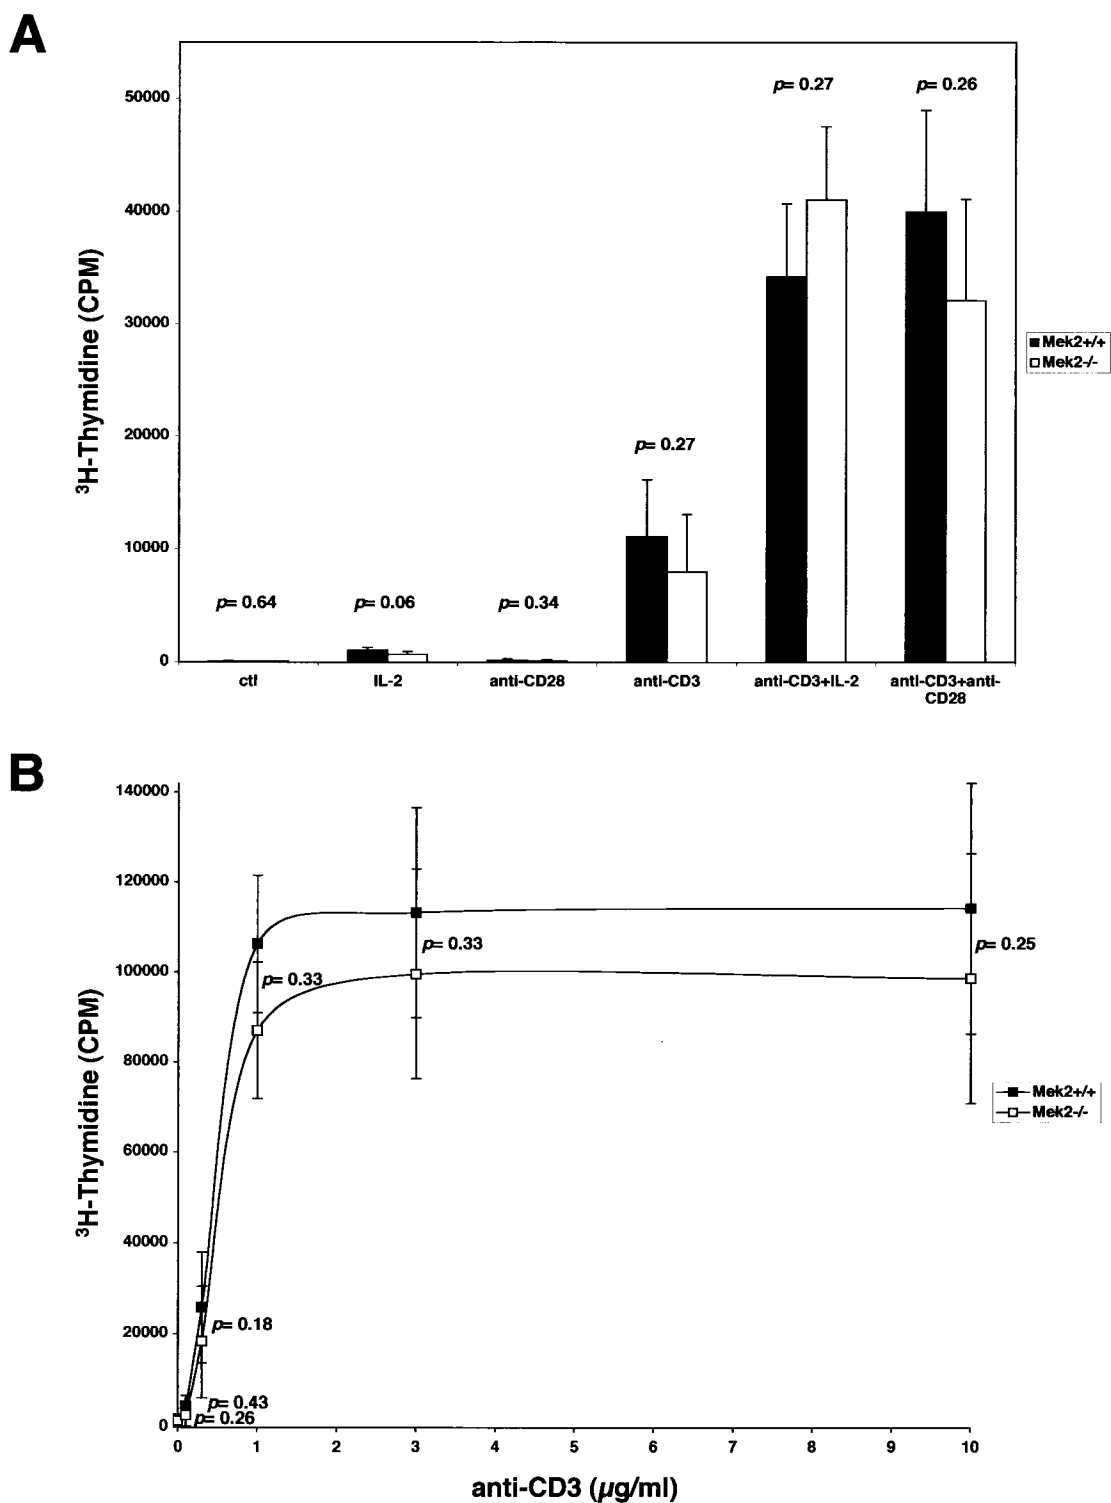 A
50000
40000
30000
20000
10000
0
³H-Thymidine (CPM)
p= 0.64
p= 0.06
p= 0.34
p= 0.27
p= 0.27
p= 0.26
ctl
IL-2
anti-CD28
anti-CD3
anti-CD3+IL-2
anti-CD3+anti-
CD28
Mek2+/+
Mek2-/-
B
140000
120000
100000
80000
60000
40000
20000
0
³H-Thymidine (CPM)
p= 0.33
p= 0.33
p= 0.25
p= 0.18
p= 0.43
p= 0.26
0 1 2 3 4 5 6 7 8 9 10
anti-CD3 (µg/ml)
Mek2+/+
Mek2-/-